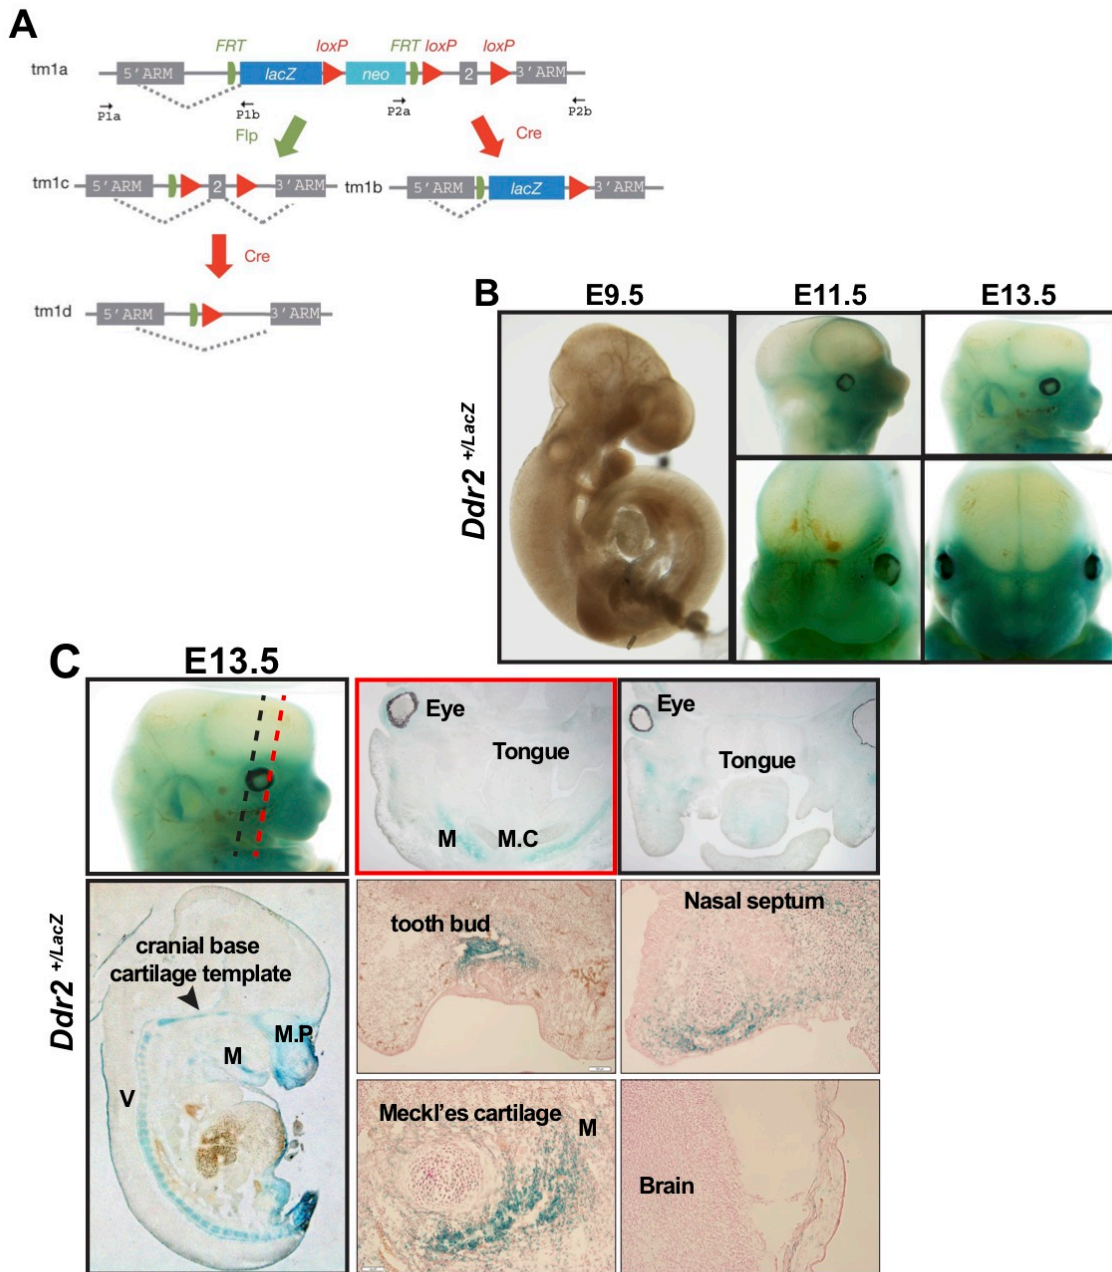 A
FRT loxP FRT loxP loxP
tm1a 5'ARM lacZ neo 2 3'ARM
P1a P1b P2a P2b
Flp Cre
tm1c 5'ARM 2 3'ARM
tm1b 5'ARM lacZ 3'ARM
Cre
tm1d 5'ARM 3'ARM
B
E9.5 E11.5 E13.5
Ddr2 +/LacZ
C
E13.5
Eye
Tongue
M M.C
Eye
Tongue
Ddr2 +/LacZ
cranial base
cartilage template
M.P
M
V
tooth bud
Nasal septum
Meckl'es cartilage
M
Brain